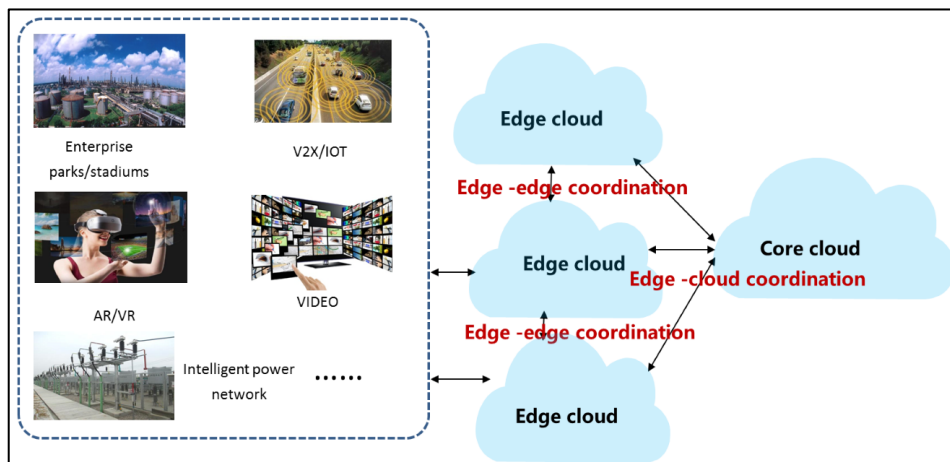 Enterprise
parks/stadiums
V2X/IOT
AR/VR
VIDEO
Intelligent power
network
......
Edge cloud
Edge -edge coordination
Edge cloud
Edge -edge coordination
Edge cloud
Core cloud
Edge -cloud coordination